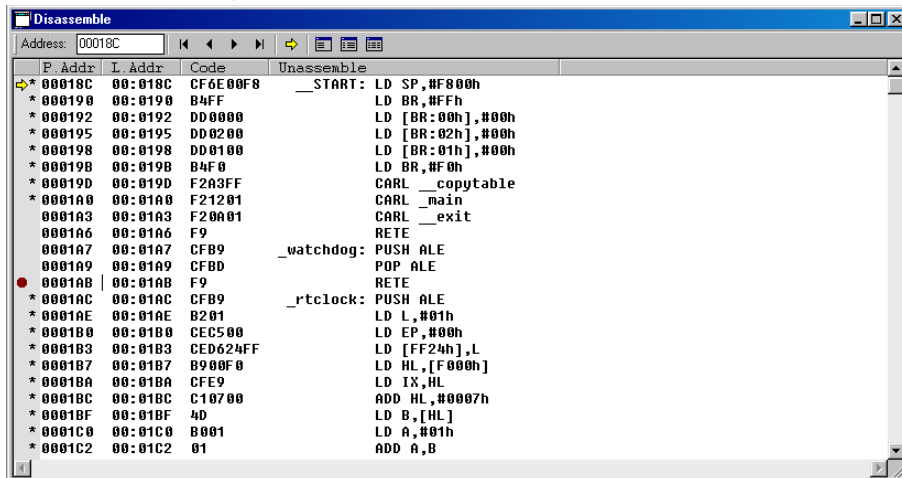 Disassemble
Address: 00018C
P.Addr L.Addr Code Unassemble
* 00018C 00:018C CF6E00F8 __START: LD SP,#F800h
* 000190 00:0190 B4FF LD BR,#FFh
* 000192 00:0192 DD0000 LD [BR:00h],#00h
* 000195 00:0195 DD0200 LD [BR:02h],#00h
* 000198 00:0198 DD0100 LD [BR:01h],#00h
* 00019B 00:019B B4F0 LD BR,#F0h
* 00019D 00:019D F2A3FF CARL __copytable
* 0001A0 00:01A0 F21201 CARL _main
0001A3 00:01A3 F20A01 CARL __exit
0001A6 00:01A6 F9 RETE
0001A7 00:01A7 CFB9 _watchdog: PUSH ALE
0001A9 00:01A9 CFBD POP ALE
0001AB 00:01AB F9 RETE
* 0001AC 00:01AC CFB9 _rtclock: PUSH ALE
* 0001AE 00:01AE B201 LD L,#01h
* 0001B0 00:01B0 CEC500 LD EP,#00h
* 0001B3 00:01B3 CED624FF LD [FF24h],L
* 0001B7 00:01B7 B900F0 LD HL,[F000h]
* 0001BA 00:01BA CFE9 LD IX,HL
* 0001BC 00:01BC C10700 ADD HL,#0007h
* 0001BF 00:01BF 4D LD B,[HL]
* 0001C0 00:01C0 B001 LD A,#01h
* 0001C2 00:01C2 01 ADD A,B